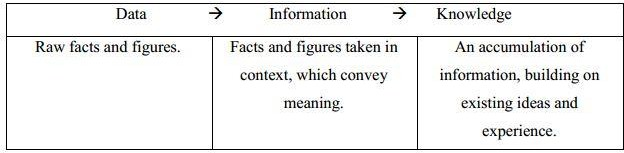 Data → Information → Knowledge
Raw facts and figures.
Facts and figures taken in
context, which convey
meaning.
An accumulation of
information, building on
existing ideas and
experience.